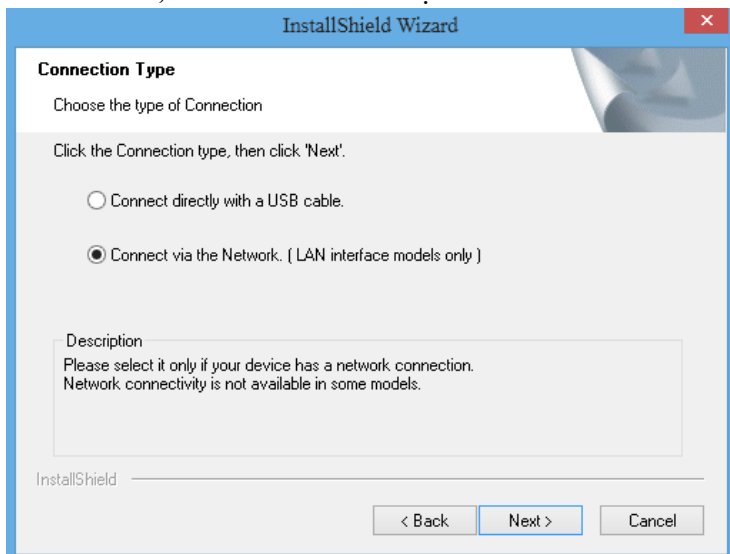 InstallShield Wizard
Connection Type
Choose the type of Connection
Click the Connection type, then click 'Next'.
Connect directly with a USB cable.
Connect via the Network. ( LAN interface models only )
Description
Please select it only if your device has a network connection.
Network connectivity is not available in some models.
InstallShield
< Back Next > Cancel